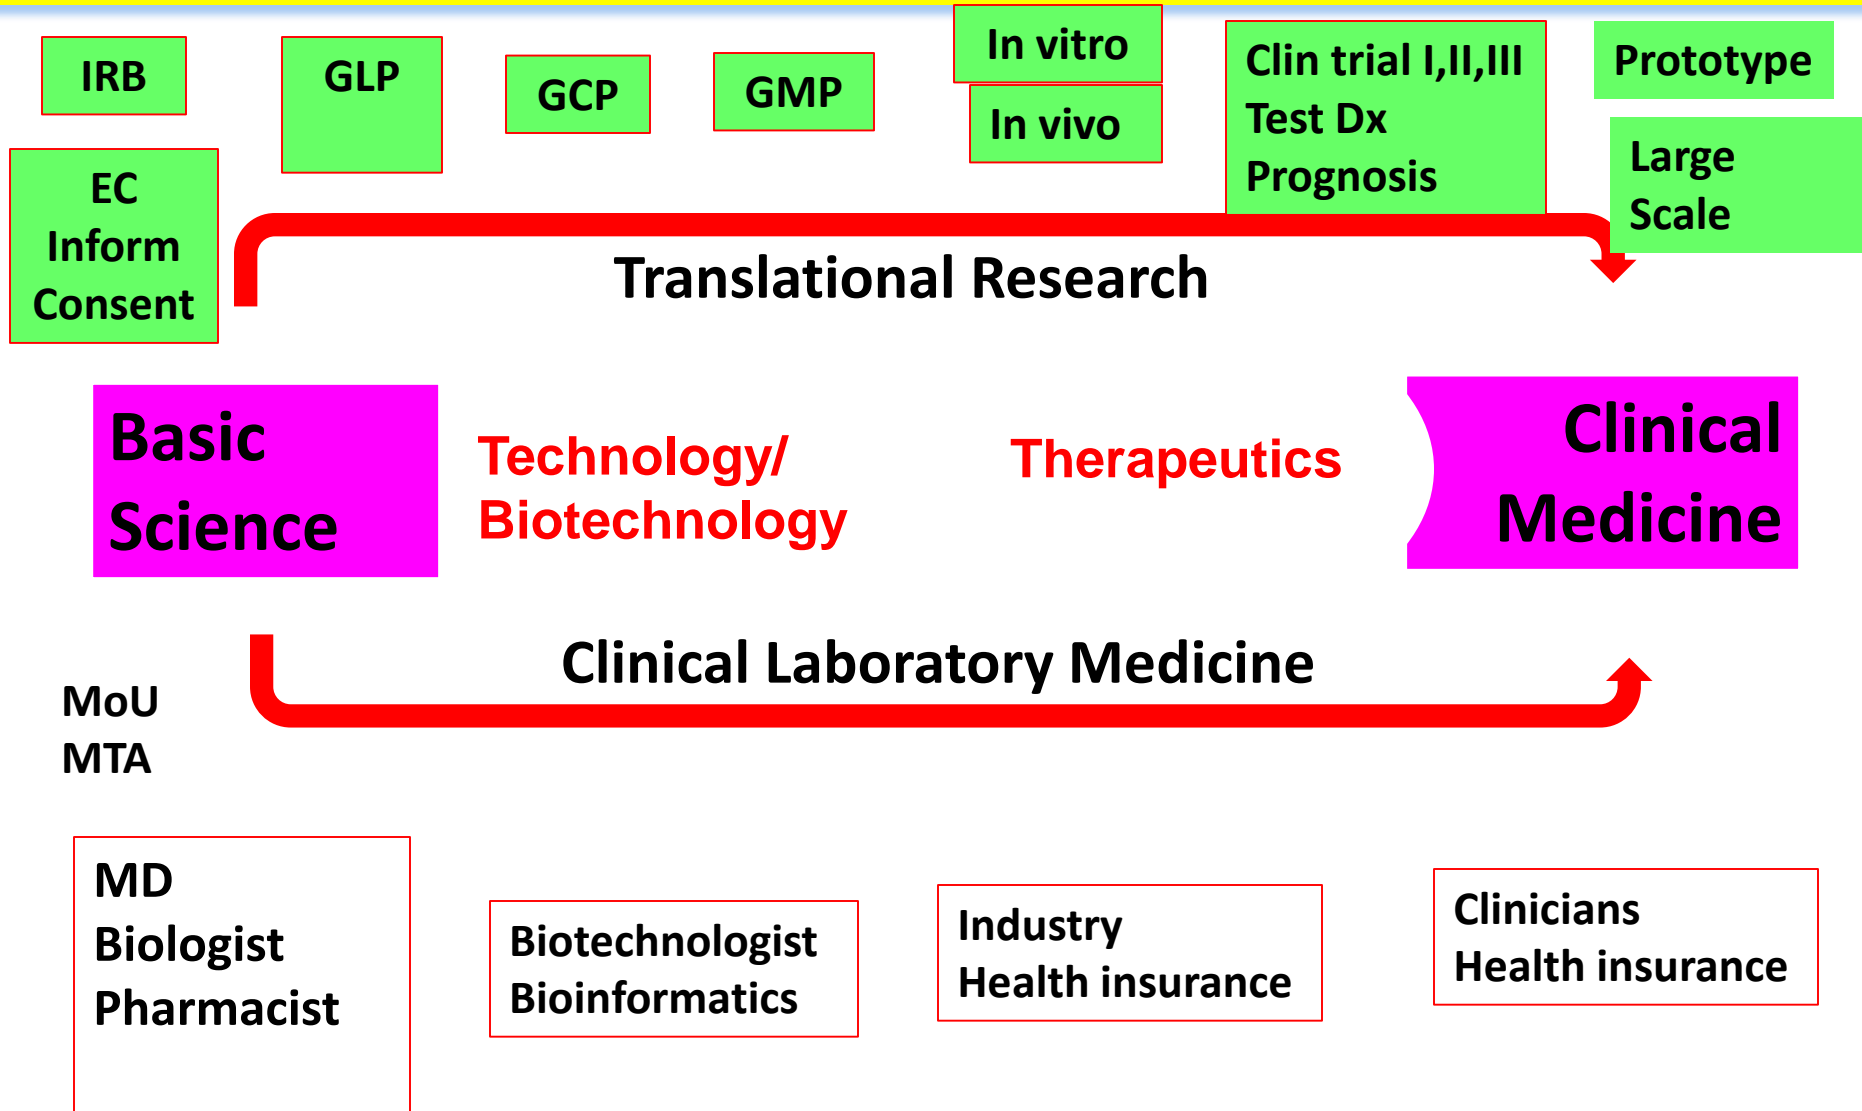 IRB
GLP
GCP
GMP
In vitro
In vivo
Clin trial I,II,III
Test Dx
Prognosis
Prototype
Large
Scale
EC
Inform
Consent
Translational Research
Basic
Science
Technology/
Biotechnology
Therapeutics
Clinical
Medicine
Clinical Laboratory Medicine
MoU
MTA
MD
Biologist
Pharmacist
Biotechnologist
Bioinformatics
Industry
Health insurance
Clinicians
Health insurance